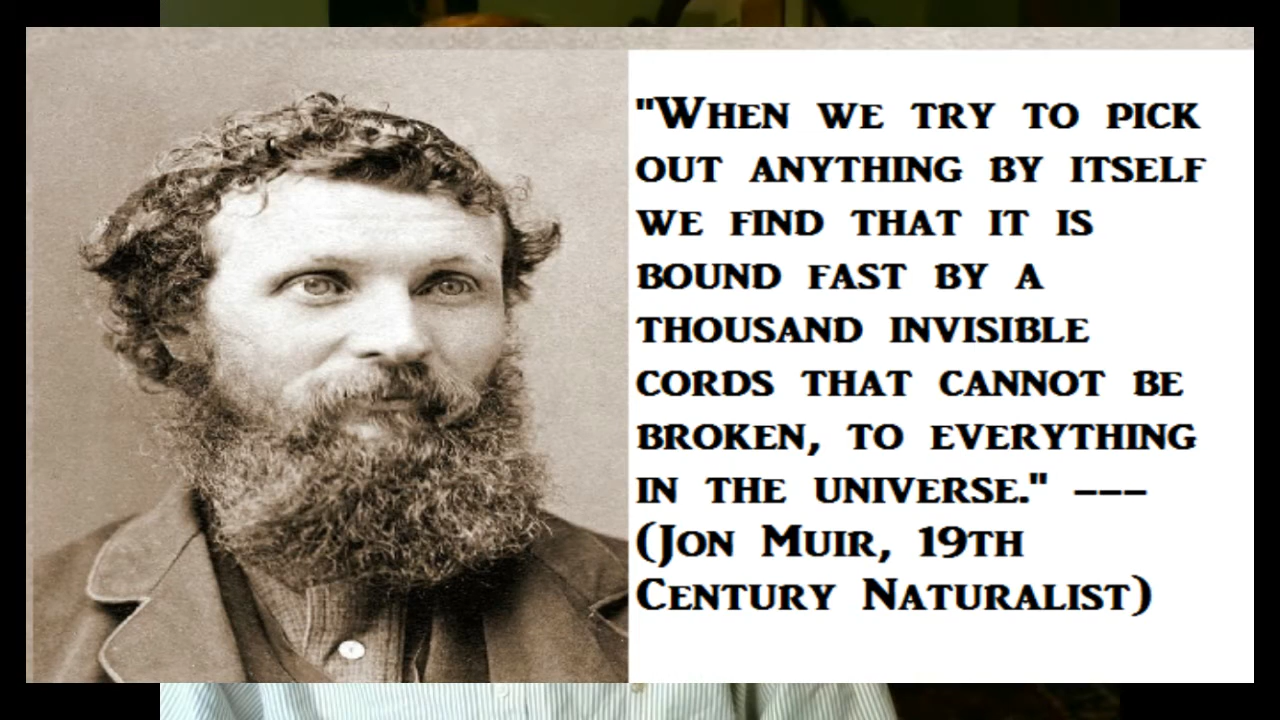 "When we try to pick
out anything by itself
we find that it is
bound fast by a
thousand invisible
cords that cannot be
broken, to everything
in the universe." ---
(Jon Muir, 19th
Century Naturalist)